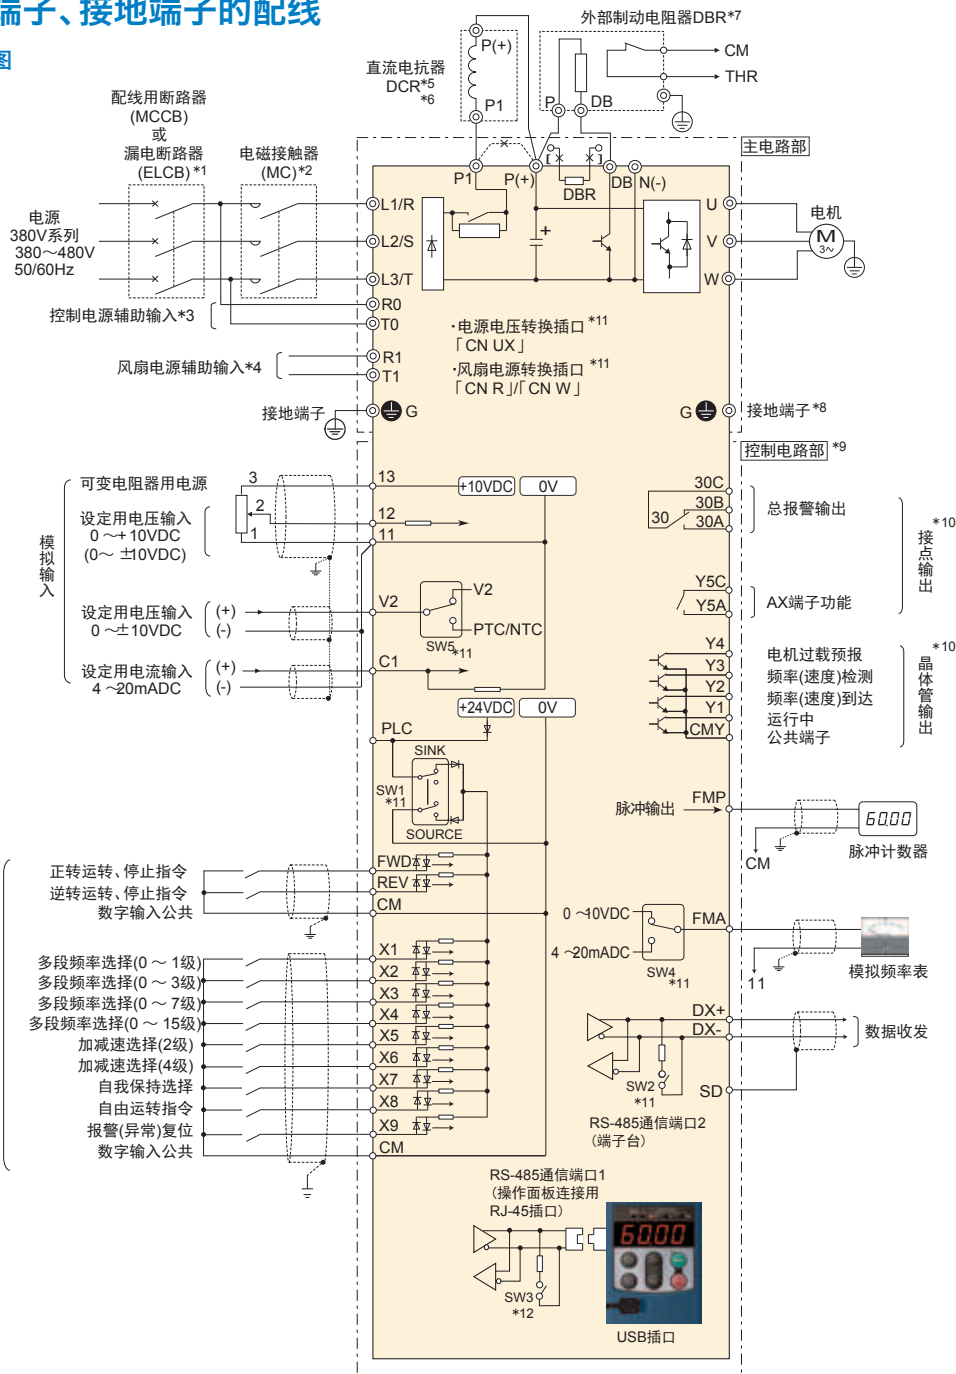 端子、接地端子的配线
图
外部制动电阻器DBR*7
P(+)
直流电抗器
DCR*5
*6
P1
CM
THR
P
DB
配线用断路器
(MCCB)
或
漏电断路器
(ELCB)*1
电磁接触器
(MC)*2
主电路部
P1
P(+)
[
]
DBR
DB
N(-)
电源
380V系列
380～480V
50/60Hz
L1/R
L2/S
L3/T
+
U
V
W
电机
M
3~
控制电源辅助输入*3
R0
T0
·电源电压转换插口 *11
「CN UX」
风扇电源辅助输入*4
R1
T1
·风扇电源转换插口 *11
「CN R」/「CN W」
接地端子
G
G
接地端子*8
控制电路部 *9
模拟输入
可变电阻器用电源
3
13
+10VDC
0V
设定用电压输入
0 ～+10VDC
(0～ ±10VDC)
2
12
1
11
设定用电压输入
0 ～±10VDC
(+)
(-)
V2
V2
PTC/NTC
SW5*11
设定用电流输入
4 ～20mADC
(+)
(-)
C1
+24VDC
0V
30C
30B
30
30A
总报警输出
Y5C
Y5A
AX端子功能
*10
接点输出
Y4
Y3
Y2
Y1
CMY
电机过载预报
频率(速度)检测
频率(速度)到达
运行中
公共端子
*10
晶体管输出
PLC
SINK
SW1
*11
SOURCE
脉冲输出
FMP
60.00
CM
脉冲计数器
正转运转、停止指令
逆转运转、停止指令
数字输入公共
FWD
REV
CM
0 ～10VDC
4 ～20mADC
SW4
*11
FMA
11
模拟频率表
多段频率选择(0 ～ 1级)
多段频率选择(0 ～ 3级)
多段频率选择(0 ～ 7级)
多段频率选择(0 ～ 15级)
加减速选择(2级)
加减速选择(4级)
自我保持选择
自由运转指令
报警(异常)复位
数字输入公共
X1
X2
X3
X4
X5
X6
X7
X8
X9
CM
DX+
DX-
数据收发
SW2
*11
SD
RS-485通信端口2
(端子台)
RS-485通信端口1
(操作面板连接用
RJ-45插口)
60.00
SW3
*12
USB插口